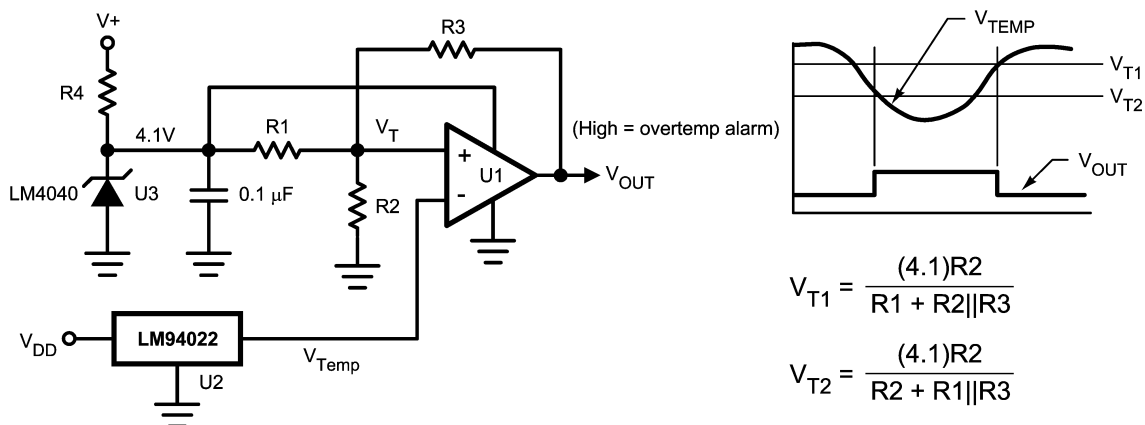 V+
R4
R3
4.1V
R1
V_T
(High = overtemp alarm)
LM4040
U3
0.1 µF
R2
+
-
U1
V_OUT
V_DD
LM94022
U2
V_Temp
V_TEMP
V_T1
V_T2
V_OUT
V_T1 = (4.1)R2 / R1 + R2||R3
V_T2 = (4.1)R2 / R2 + R1||R3